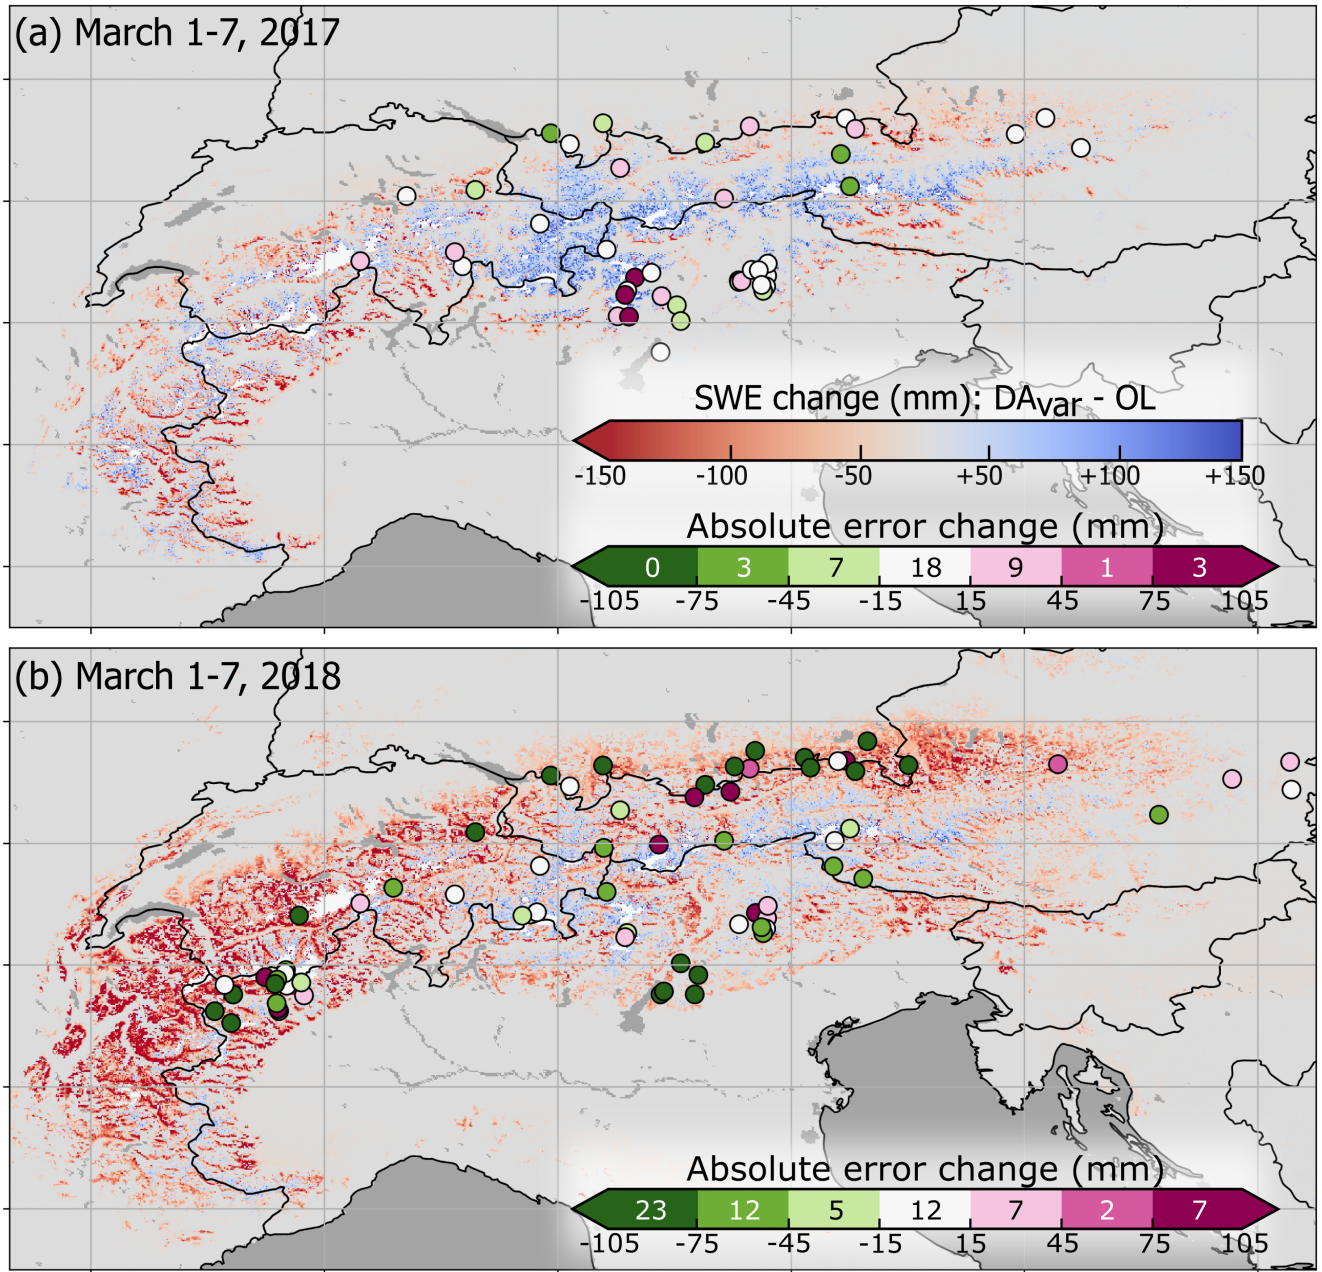 (a) March 1-7, 2017
SWE change (mm): DAvar - OL
-150 -100 -50 +50 +100 +150
Absolute error change (mm)
0 3 7 18 9 1 3
-105 -75 -45 -15 15 45 75 105
(b) March 1-7, 2018
Absolute error change (mm)
23 12 5 12 7 2 7
-105 -75 -45 -15 15 45 75 105